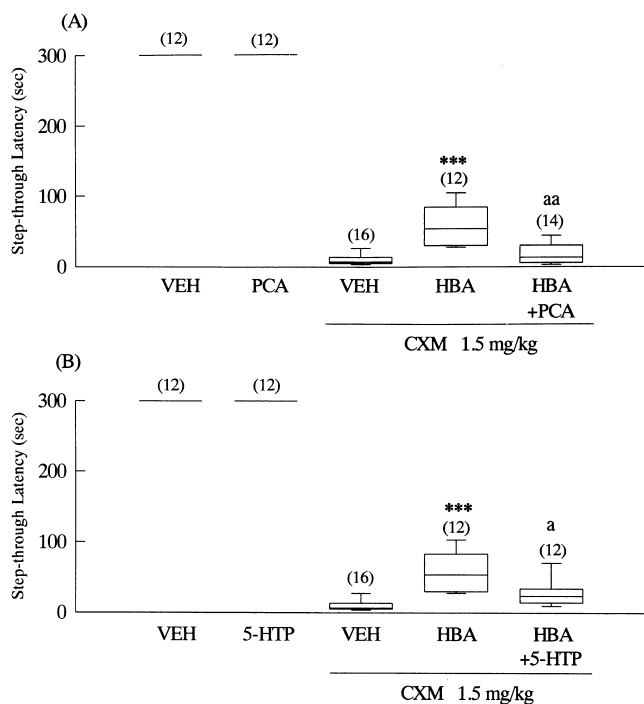 (A)
(12) (12)
300
200
100
0
Step-through Latency (sec)
***
(16) (12) aa
(14)
VEH PCA VEH HBA HBA
+PCA
CXM 1.5 mg/kg
(B)
(12) (12)
300
200
100
0
Step-through Latency (sec)
***
(16) (12) a
(12)
VEH 5-HTP VEH HBA HBA
+5-HTP
CXM 1.5 mg/kg